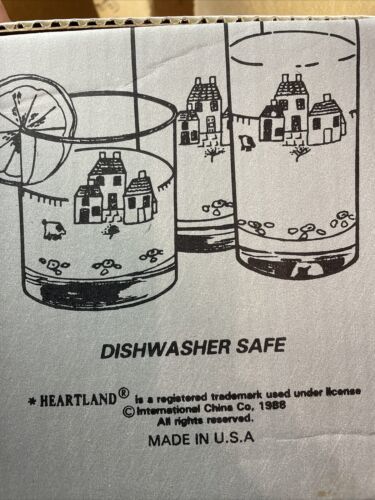 DISHWASHER SAFE
* HEARTLAND® is a registered trademark used under license
© International China Co, 1988
All rights reserved.
MADE IN U.S.A